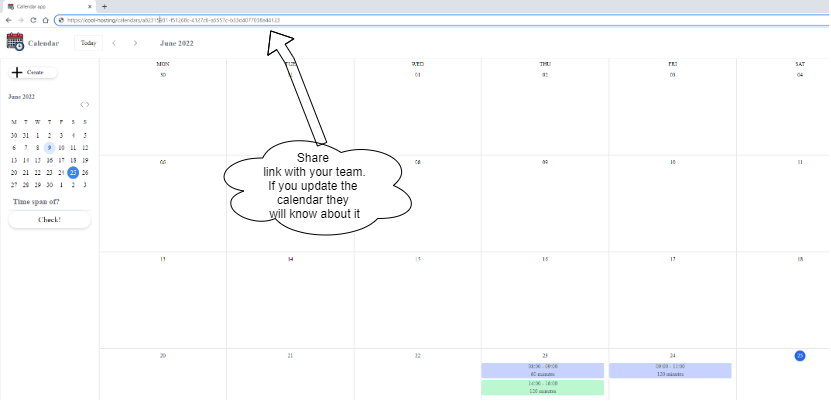 Calendar app
https://cool-hosting/calendars/
Calendar
Today
June 2022
Create
June 2022
M T W T F S S
30 31 1 2 3 4 5
6 7 8 9 10 11 12
13 14 15 16 17 18 19
20 21 22 23 24 25 26
27 28 29 30 1 2 3
Time span of?
Check!
MON TUE WED THU FRI SAT
30 01 02 03 04
Share
link with your team.
If you update the
calendar they
will know about it
06 08 09 10 11
13 14 15 16 17 18
20 21 22 23 24 25
08:00 - 09:00
60 minutes
14:00 - 16:00
120 minutes
09:00 - 11:00
120 minutes